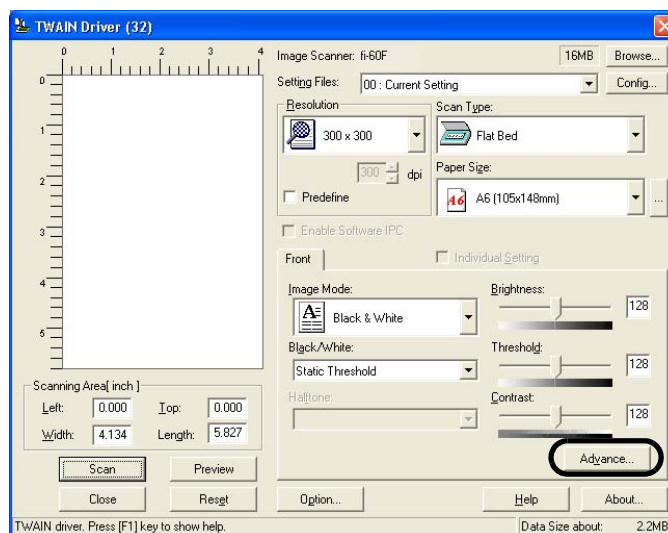 TWAIN Driver (32)
0 1 2 3 4
0
1
2
3
4
5
Image Scanner: fi-60F 16MB Browse...
Setting Files: 00 : Current Setting Config...
Resolution
300 x 300
300 dpi
Predefine
Scan Type:
Flat Bed
Paper Size:
A6 A6 (105x148mm) ...
Enable Software IPC
Front Individual Setting
Image Mode:
A Black & White
Black/White:
Static Threshold
Halftone:
Brightness:
128
Threshold:
128
Contrast:
128
Advance...
Scanning Area[ inch ]
Left: 0.000 Top: 0.000
Width: 4.134 Length: 5.827
Scan Preview
Close Reset Option... Help About...
TWAIN driver. Press [F1] key to show help. Data Size about: 2.2MB